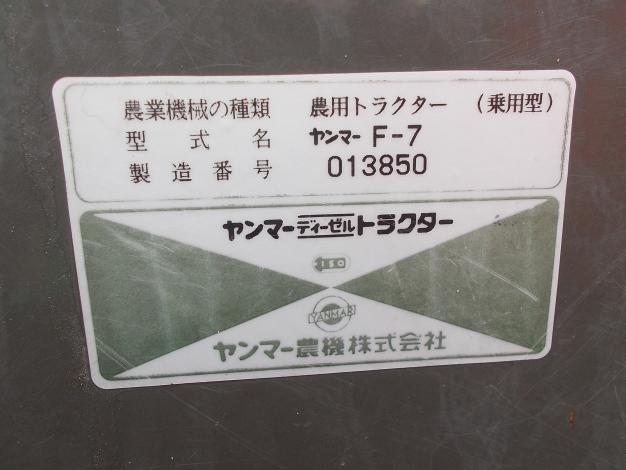 農業機械の種類 農用トラクター (乗用型)
型式名 ヤンマー F-7
製造番号 013850
ヤンマーディーゼルトラクター
ISO
YANMAR
ヤンマー農機株式会社